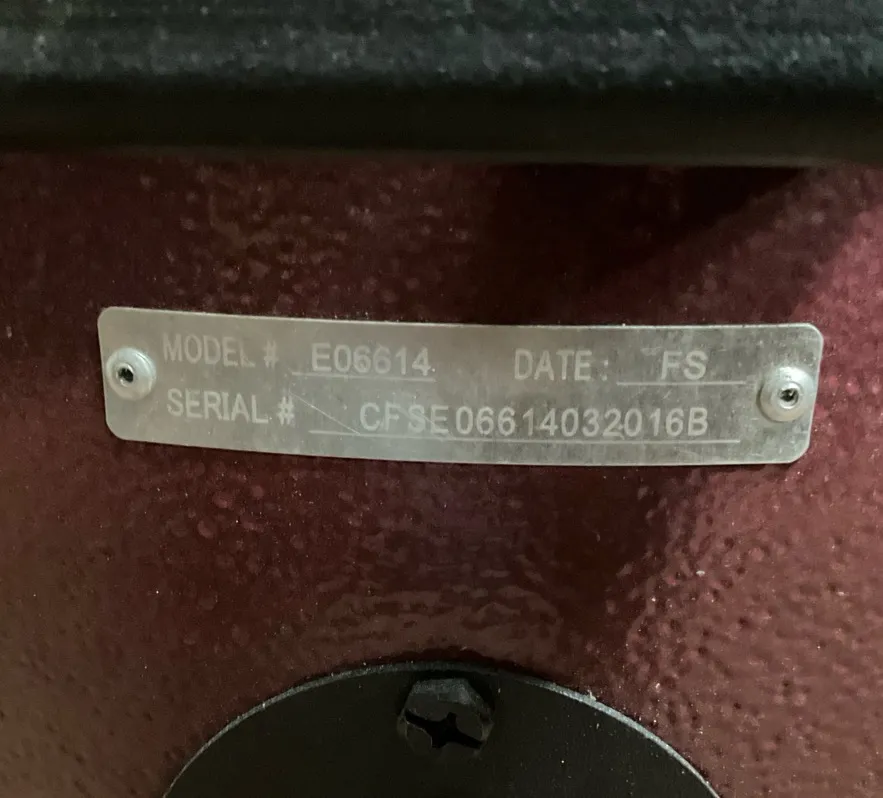 MODEL # E06614 DATE: FS
SERIAL # CFSE06614032016B